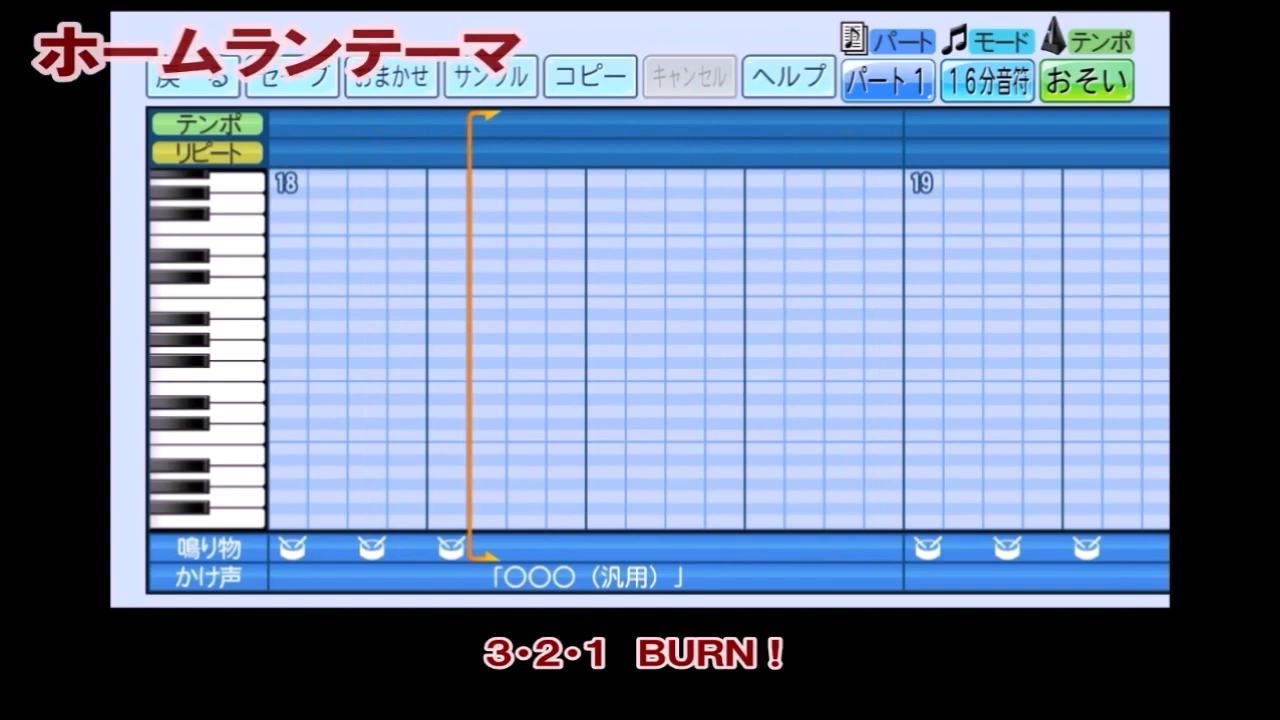 ホームランテーマ
パート モード テンポ
戻る セーブ おまかせ サンプル コピー キャンセル ヘルプ パート1 16分音符 おそい
テンポ
リピート
18 19
鳴り物
かけ声 「○○○（汎用）」
3・2・1 BURN！